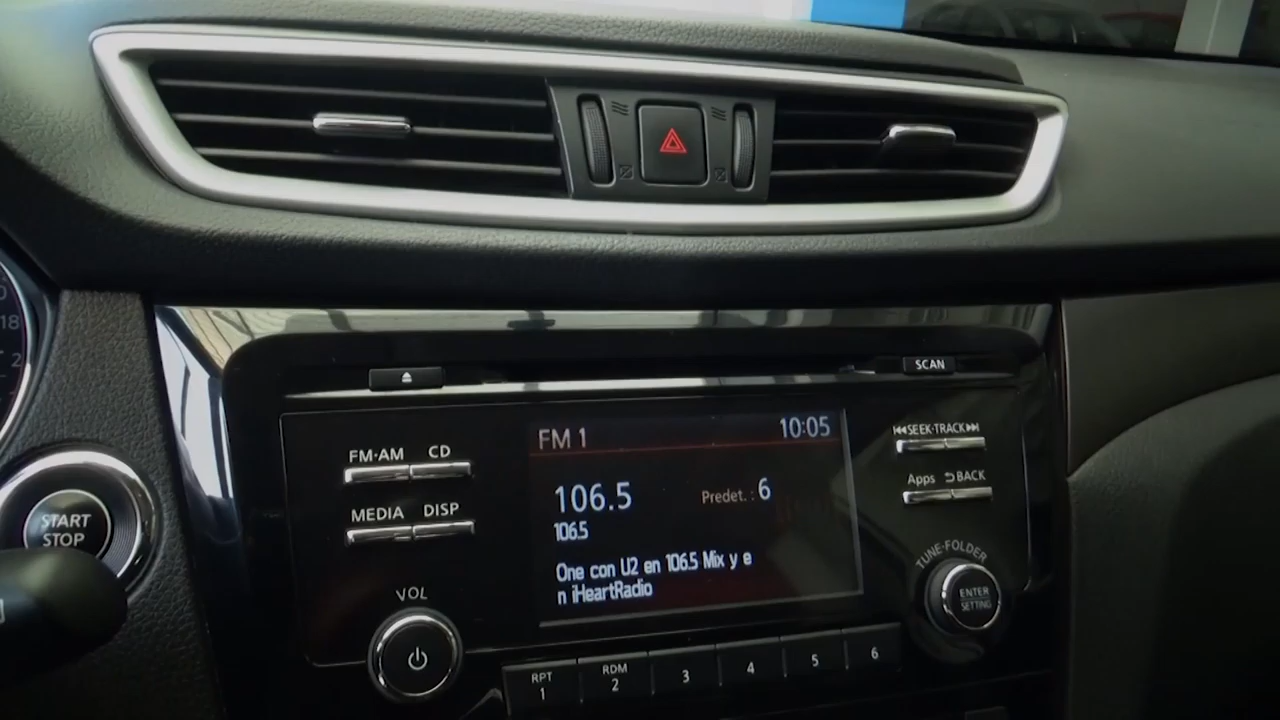 SCAN
FM 1 10:05
FM·AM CD
SEEK·TRACK
Apps BACK
106.5 Predet. : 6
106.5
MEDIA DISP
One con U2 en 106.5 Mix y e
n iHeartRadio
START
STOP
TUNE·FOLDER
ENTER
SETTING
VOL
RPT
1
RDM
2
3
4
5
6
18
2